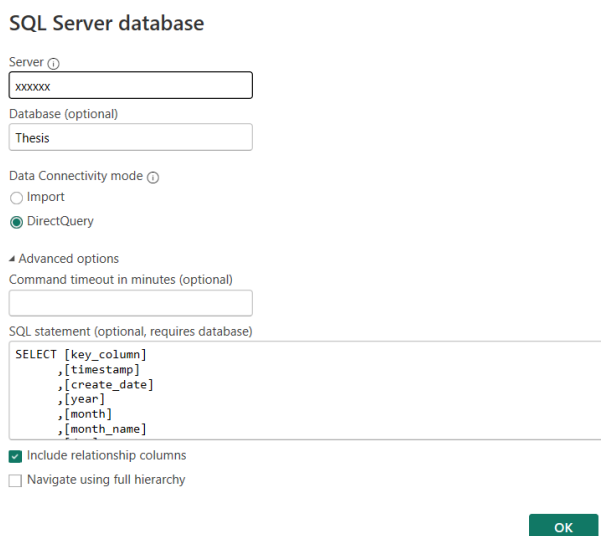 SQL Server database
Server
xxxxxx
Database (optional)
Thesis
Data Connectivity mode
Import
DirectQuery
Advanced options
Command timeout in minutes (optional)
SQL statement (optional, requires database)
SELECT [key_column]
,[timestamp]
,[create_date]
,[year]
,[month]
,[month_name]
Include relationship columns
Navigate using full hierarchy
OK